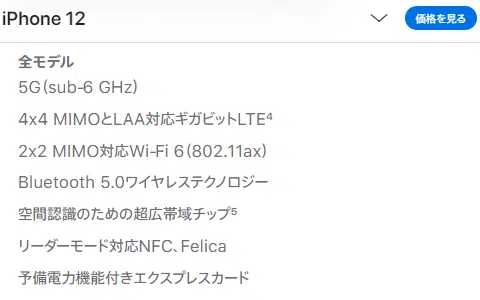 iPhone 12
価格を見る
全モデル
5G(sub-6 GHz)
4x4 MIMOとLAA対応ギガビットLTE⁴
2x2 MIMO対応Wi-Fi 6(802.11ax)
Bluetooth 5.0ワイヤレステクノロジー
空間認識のための超広帯域チップ⁵
リーダーモード対応NFC、Felica
予備電力機能付きエクスプレスカード